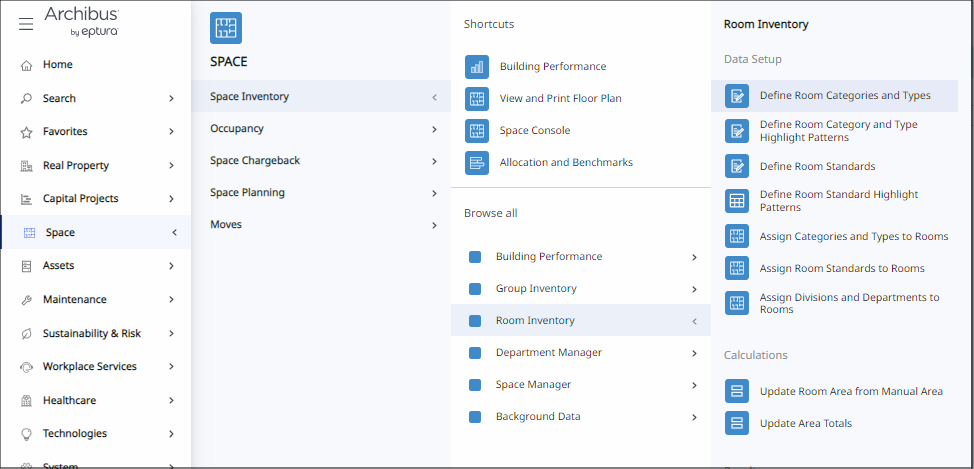 Archibus
by eptura
Home
Search
Favorites
Real Property
Capital Projects
Space
Assets
Maintenance
Sustainability & Risk
Workplace Services
Healthcare
Technologies
System
SPACE
Space Inventory
Occupancy
Space Chargeback
Space Planning
Moves
Shortcuts
Building Performance
View and Print Floor Plan
Space Console
Allocation and Benchmarks
Browse all
Building Performance
Group Inventory
Room Inventory
Department Manager
Space Manager
Background Data
Room Inventory
Data Setup
Define Room Categories and Types
Define Room Category and Type
Highlight Patterns
Define Room Standards
Define Room Standard Highlight
Patterns
Assign Categories and Types to Rooms
Assign Room Standards to Rooms
Assign Divisions and Departments to
Rooms
Calculations
Update Room Area from Manual Area
Update Area Totals